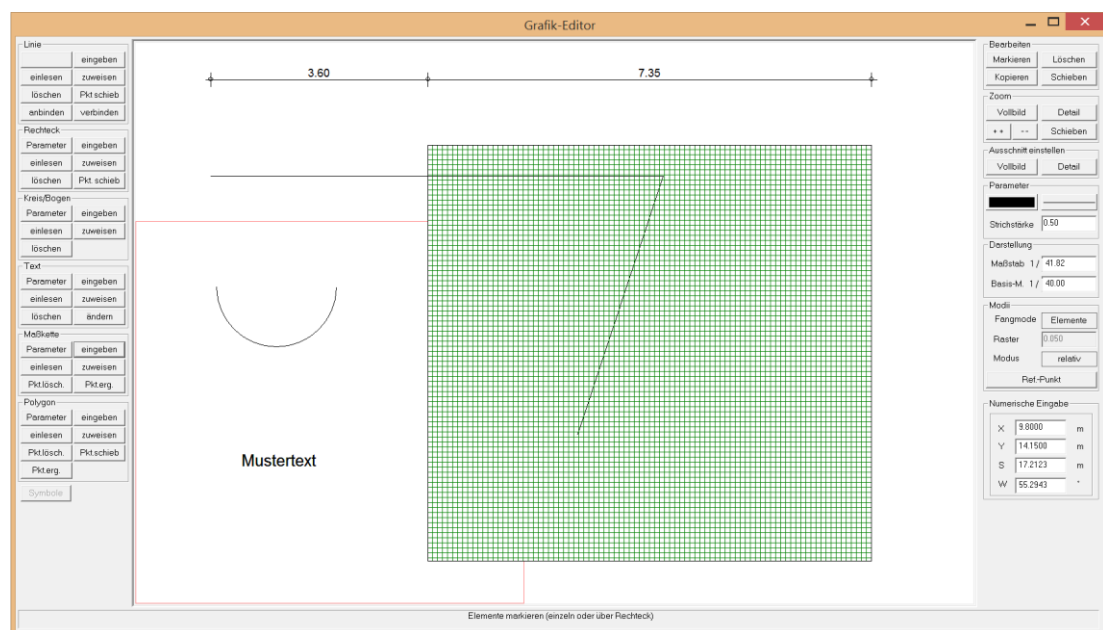 Grafik-Editor
Linie
eingeben
einlesen zuweisen
löschen Pkt schieb
anbinden verbinden
Rechteck
Parameter eingeben
einlesen zuweisen
löschen Pkt. schieb
Kreis/Bogen
Parameter eingeben
einlesen zuweisen
löschen
Text
Parameter eingeben
einlesen zuweisen
löschen ändern
Maßkette
Parameter eingeben
einlesen zuweisen
Pkt.lösch. Pkt.erg.
Polygon
Parameter eingeben
einlesen zuweisen
Pkt.lösch. Pkt.schieb
Pkt.erg.
Symbole
3.60 7.35
Mustertext
Bearbeiten
Markieren Löschen
Kopieren Schieben
Zoom
Vollbild Detail
++ -- Schieben
Ausschnitt einstellen
Vollbild Detail
Parameter
Strichstärke 0.50
Darstellung
Maßstab 1 / 41.82
Basis-M. 1 / 40.00
Modii
Fangmode Elemente
Raster 0.050
Modus relativ
Ref.-Punkt
Numerische Eingabe
X 9.8000 m
Y 14.1500 m
S 17.2123 m
W 55.2943 °
Elemente markieren (einzeln oder über Rechteck)